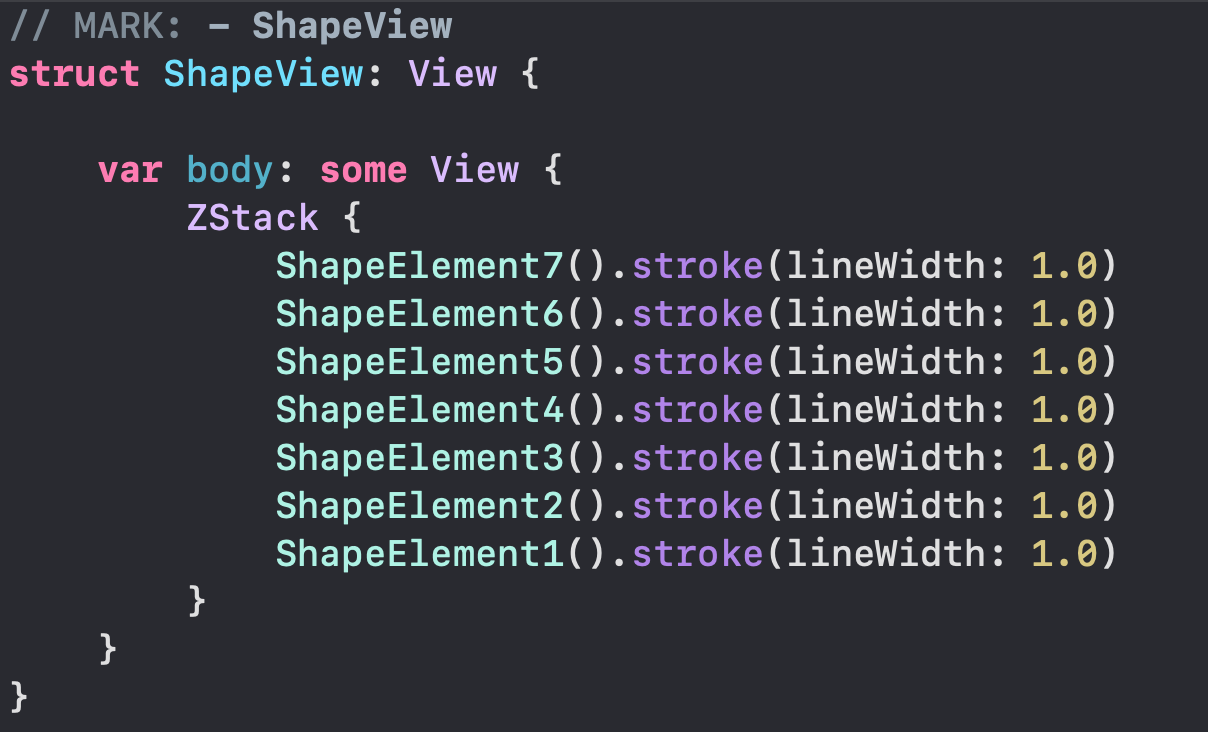 // MARK: - ShapeView
struct ShapeView: View {
var body: some View {
ZStack {
ShapeElement7().stroke(lineWidth: 1.0)
ShapeElement6().stroke(lineWidth: 1.0)
ShapeElement5().stroke(lineWidth: 1.0)
ShapeElement4().stroke(lineWidth: 1.0)
ShapeElement3().stroke(lineWidth: 1.0)
ShapeElement2().stroke(lineWidth: 1.0)
ShapeElement1().stroke(lineWidth: 1.0)
}
}
}